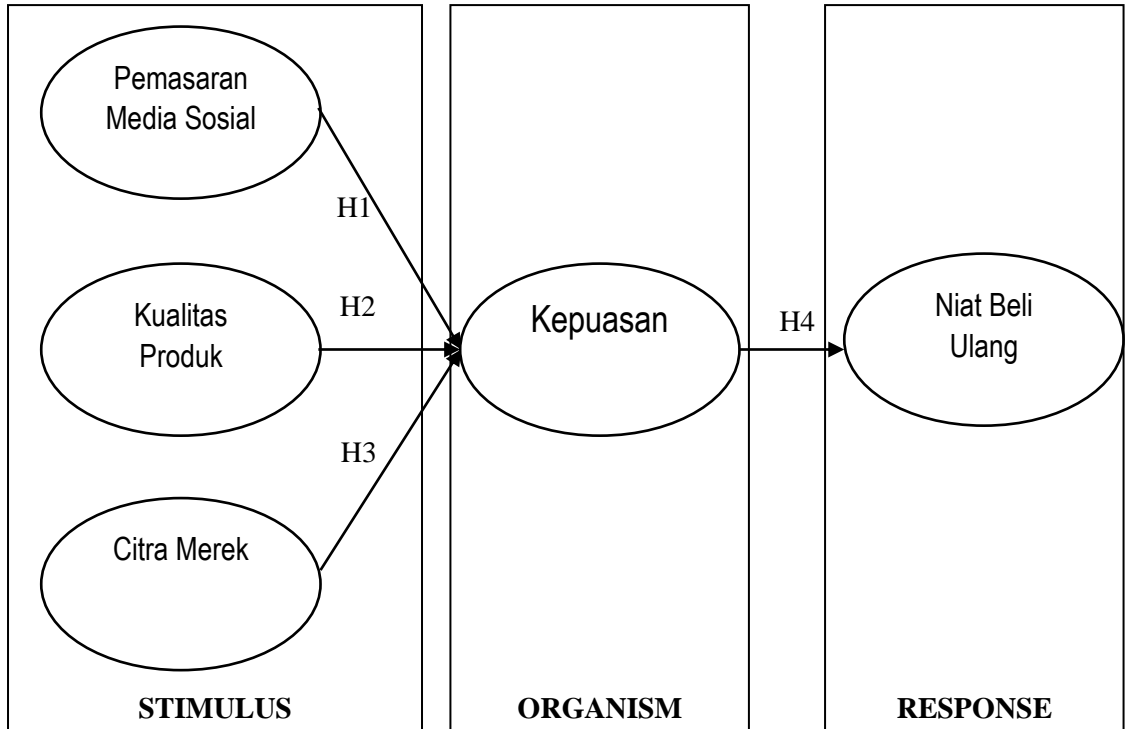 Pemasaran
Media Sosial
H1
Kualitas
Produk
H2
H3
Citra Merek
STIMULUS
Kepuasan
ORGANISM
H4
Niat Beli
Ulang
RESPONSE